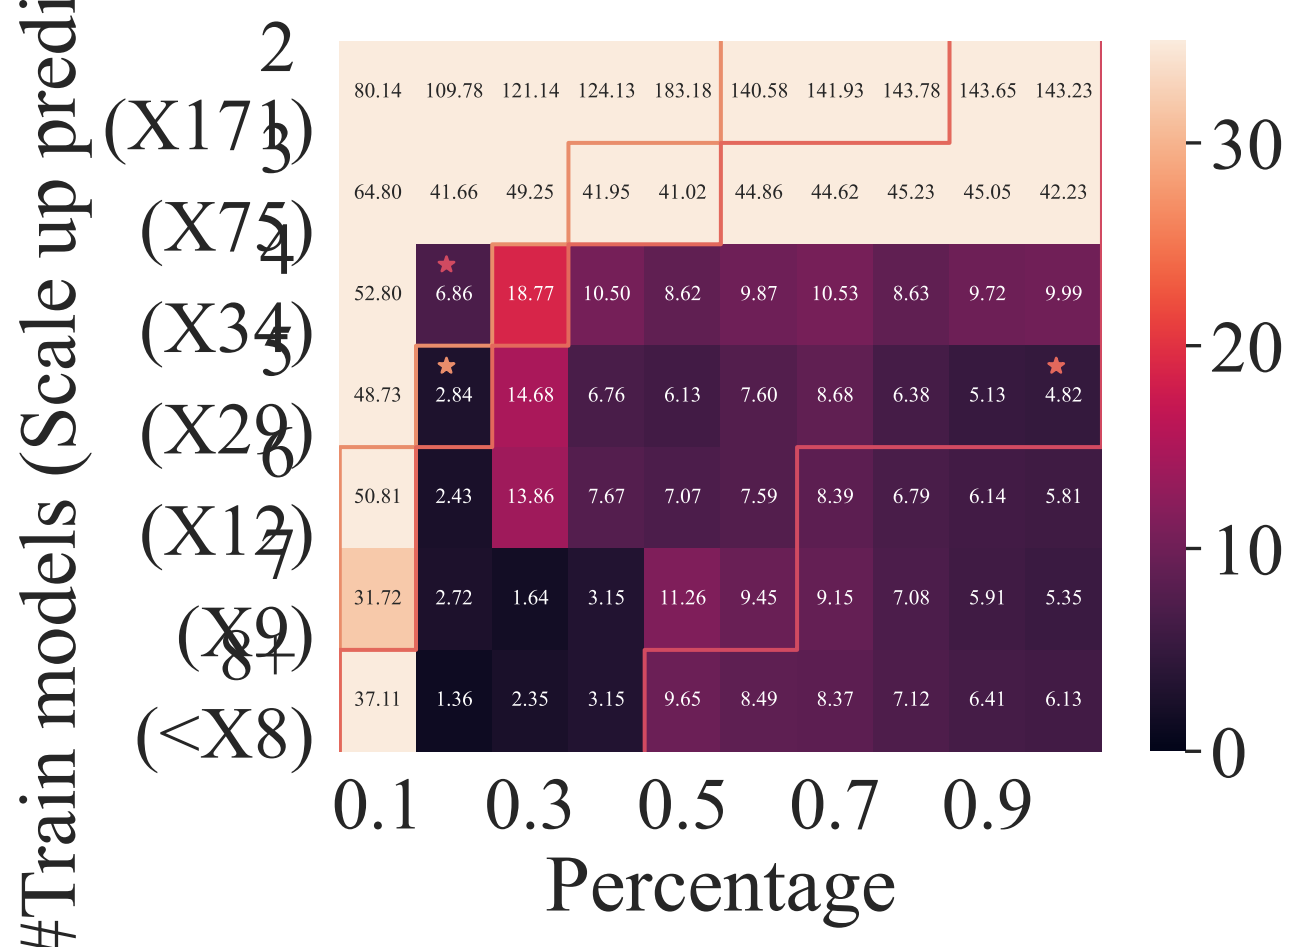 #Train models (Scale up predi
2
(X171)
3
(X75)
4
(X34)
5
(X29)
6
(X12)
7
(X9)
8+
(<X8)
80.14 109.78 121.14 124.13 183.18 140.58 141.93 143.78 143.65 143.23
64.80 41.66 49.25 41.95 41.02 44.86 44.62 45.23 45.05 42.23
52.80 6.86 18.77 10.50 8.62 9.87 10.53 8.63 9.72 9.99
48.73 2.84 14.68 6.76 6.13 7.60 8.68 6.38 5.13 4.82
50.81 2.43 13.86 7.67 7.07 7.59 8.39 6.79 6.14 5.81
31.72 2.72 1.64 3.15 11.26 9.45 9.15 7.08 5.91 5.35
37.11 1.36 2.35 3.15 9.65 8.49 8.37 7.12 6.41 6.13
0.1 0.3 0.5 0.7 0.9
Percentage
30
20
10
0